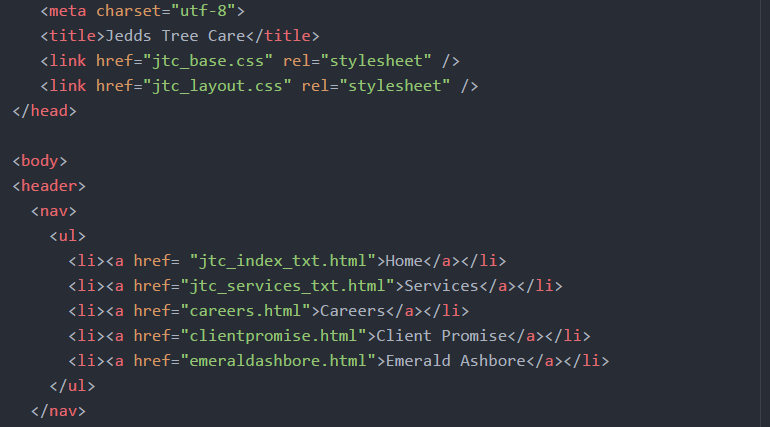 <meta charset="utf-8">
<title>Jedds Tree Care</title>
<link href="jtc_base.css" rel="stylesheet" />
<link href="jtc_layout.css" rel="stylesheet" />
</head>

<body>
<header>
<nav>
<ul>
<li><a href= "jtc_index_txt.html">Home</a></li>
<li><a href="jtc_services_txt.html">Services</a></li>
<li><a href="careers.html">Careers</a></li>
<li><a href="clientpromise.html">Client Promise</a></li>
<li><a href="emeraldashbore.html">Emerald Ashbore</a></li>
</ul>
</nav>